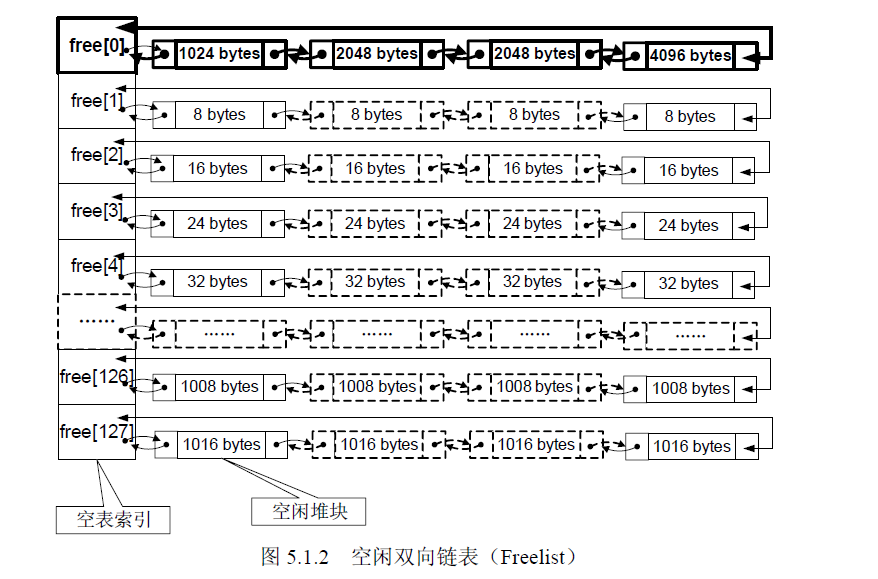 free[0] 1024 bytes 2048 bytes 2048 bytes 4096 bytes
free[1] 8 bytes 8 bytes 8 bytes 8 bytes
free[2] 16 bytes 16 bytes 16 bytes 16 bytes
free[3] 24 bytes 24 bytes 24 bytes 24 bytes
free[4] 32 bytes 32 bytes 32 bytes 32 bytes
…… …… …… …… ……
free[126] 1008 bytes 1008 bytes 1008 bytes 1008 bytes
free[127] 1016 bytes 1016 bytes 1016 bytes 1016 bytes
空表索引 空闲堆块
图 5.1.2 空闲双向链表（Freelist）